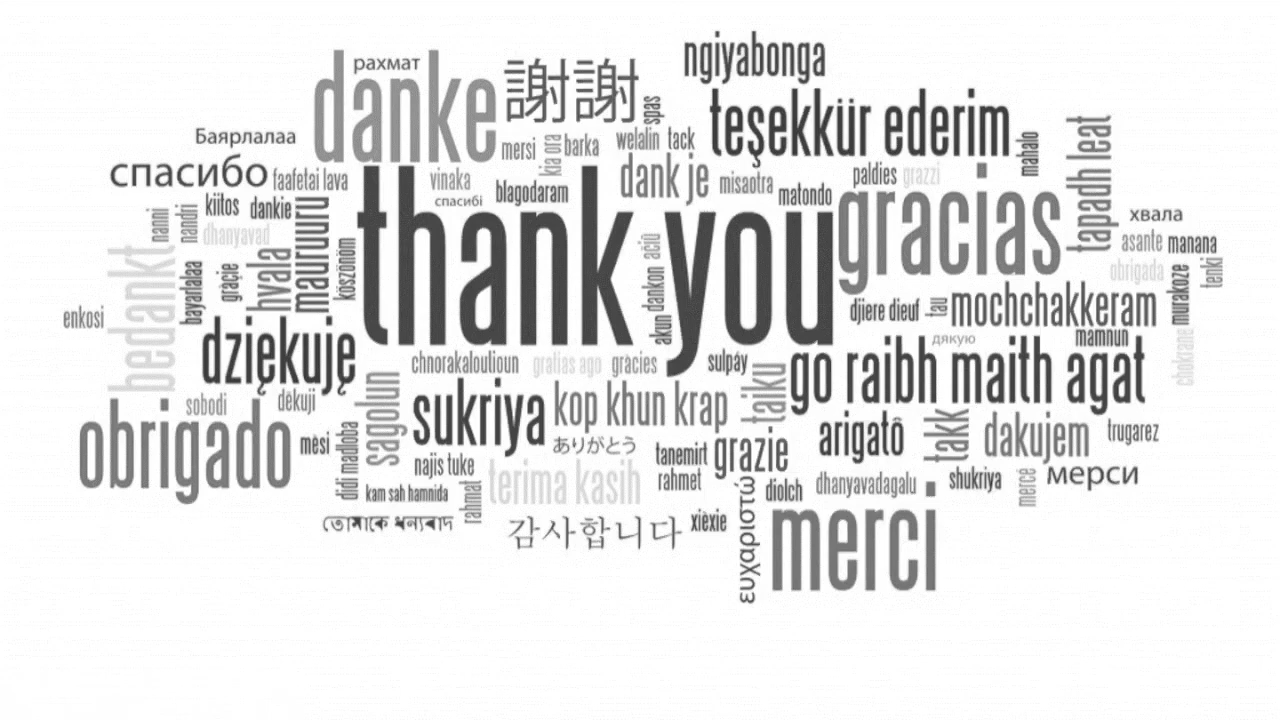 ngiyabonga
рахмат
danke
謝謝
spas
teşekkür ederim
Баярлалаа
mersi
kia ora
barka
welalin
tack
mahalo
tapadh leat
спасибо
faafetai lava
vinaka
спасибі
blagodaram
dank je
misaotra
matondo
paldies
grazzi
thank you
gracias
хвала
asante
manana
obrigada
tenki
nanni
nandri
kiitos
dankie
dhanyavad
mauruuru
hvala
köszönöm
bayarlalaa
gràçie
bedankt
enkosi
dankon
aciü
akun
djiere dieuf
tau
mochchakkeram
murakoze
mamnun
chokrane
dziękuję
chnorakaloutioun
gratias ago
gràcies
sulpáy
дякую
go raibh maith agat
taiku
sobodi
dèkuji
sagolun
sukriya
kop khun krap
obrigado
mèsi
didi madloba
najis tuke
ありがとう
tanemirt
grazie
arigatô
takk
dakujem
trugarez
kam sah hamnida
rahmat
terima kasih
rahmet
diolch
dhanyavadagalu
shukriya
mercé
мерси
তোমাকে ধন্যবাদ
감사합니다
xièxie
ευχαριστώ
merci